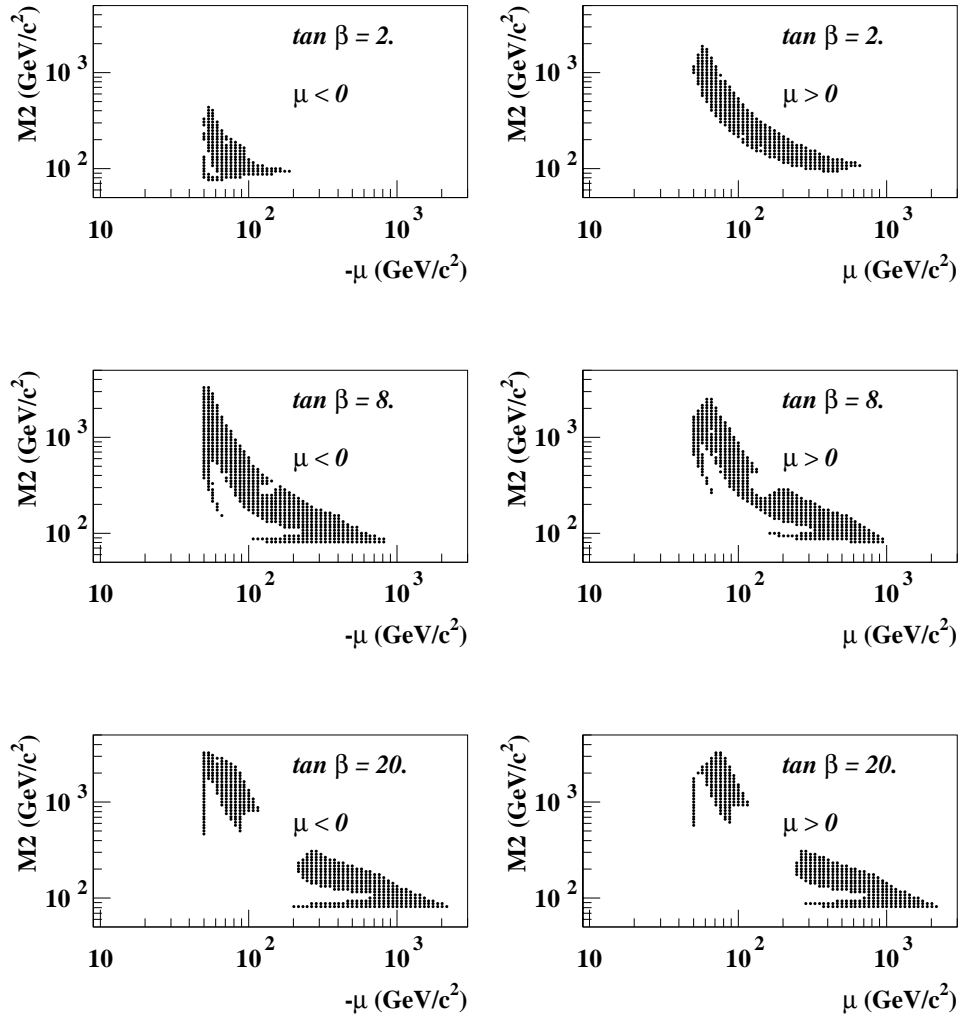 M2 (GeV/c²)
tan β = 2.
μ < 0
10³
10²
10 10² 10³
-μ (GeV/c²)
M2 (GeV/c²)
tan β = 2.
μ > 0
10³
10²
10 10² 10³
μ (GeV/c²)
M2 (GeV/c²)
tan β = 8.
μ < 0
10³
10²
10 10² 10³
-μ (GeV/c²)
M2 (GeV/c²)
tan β = 8.
μ > 0
10³
10²
10 10² 10³
μ (GeV/c²)
M2 (GeV/c²)
tan β = 20.
μ < 0
10³
10²
10 10² 10³
-μ (GeV/c²)
M2 (GeV/c²)
tan β = 20.
μ > 0
10³
10²
10 10² 10³
μ (GeV/c²)